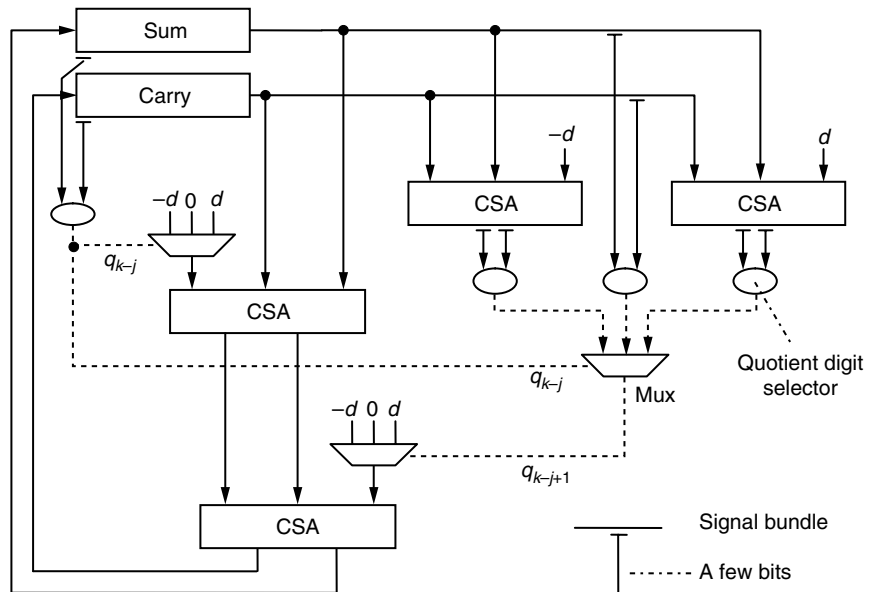 Sum
Carry
–d
d
–d 0 d
CSA
CSA
q_{k–j}
CSA
Quotient digit
selector
q_{k–j}
Mux
–d 0 d
q_{k–j+1}
CSA
Signal bundle
A few bits